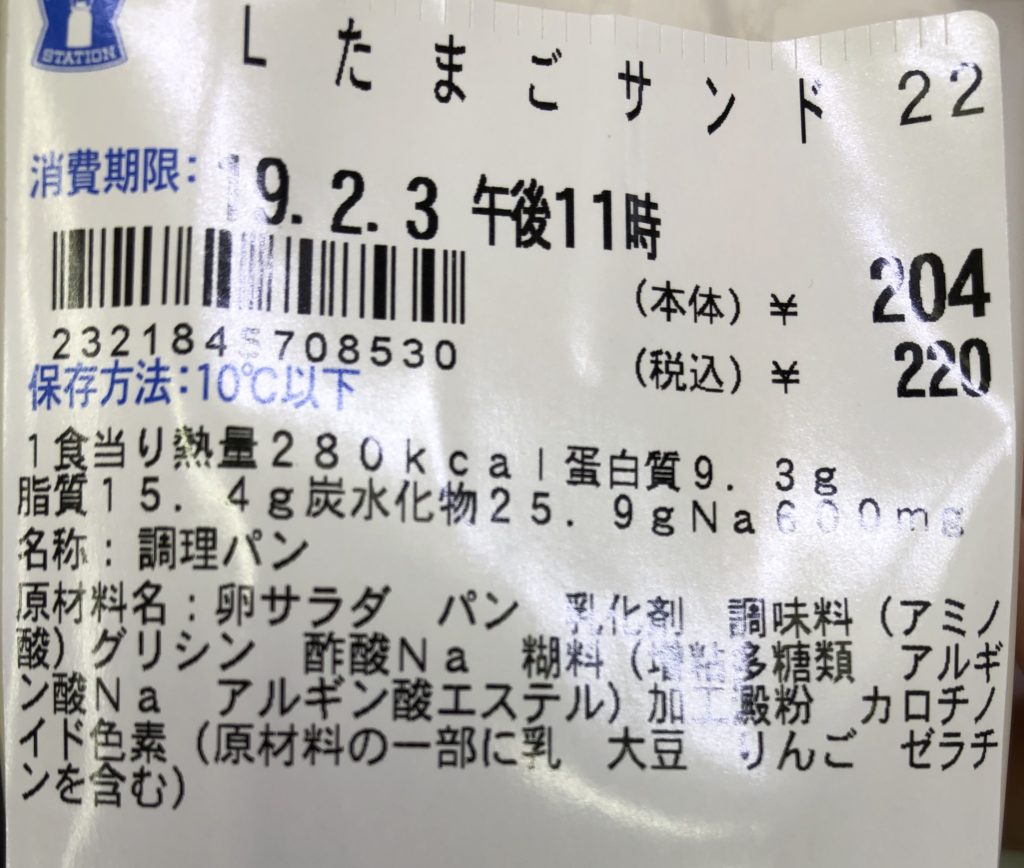 STATION
Lたまごサンド 22
消費期限: 19.2.3 午後11時
(本体) ¥ 204
2321845708530
(税込) ¥ 220
保存方法:10℃以下
1食当り熱量280kcal蛋白質9.3g
脂質15.4g炭水化物25.9gNa600mg
名称:調理パン
原材料名:卵サラダ パン 乳化剤 調味料(アミノ
酸)グリシン 酢酸Na 糊料(増粘多糖類 アルギ
ン酸Na アルギン酸エステル)加工澱粉 カロチノ
イド色素(原材料の一部に乳 大豆 りんご ゼラチ
ンを含む)